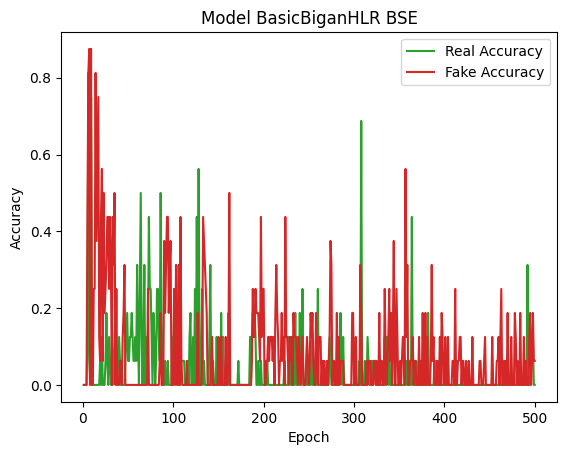 Model BasicBiganHLR BSE
Real Accuracy
Fake Accuracy
Accuracy
0.8
0.6
0.4
0.2
0.0
0 100 200 300 400 500
Epoch